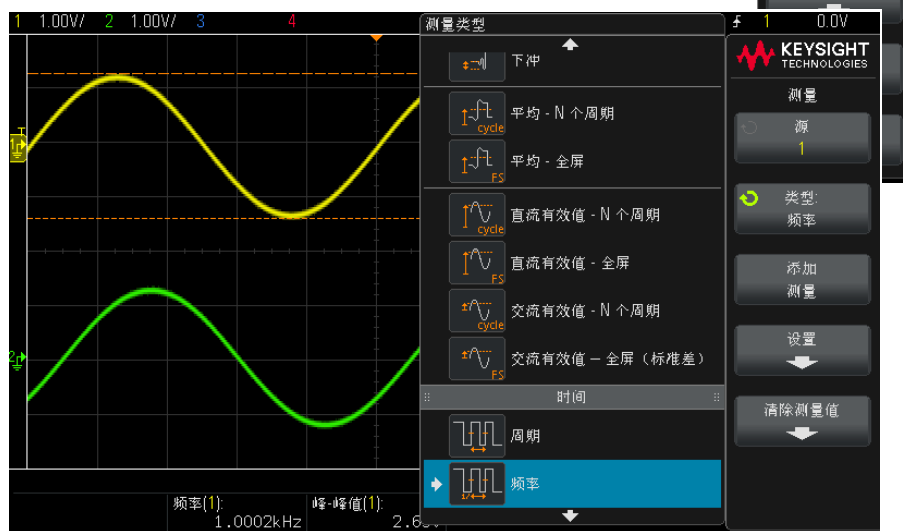 1 1.00V/ 2 1.00V/ 3 4
测量类型
1 0.0V
下冲
cycle
平均 - N 个周期
FS
平均 - 全屏
cycle
直流有效值 - N 个周期
FS
直流有效值 - 全屏
cycle
交流有效值 - N 个周期
FS
交流有效值 — 全屏（标准差）
时间
周期
1/
频率
KEYSIGHT
TECHNOLOGIES
测量
源
1
类型:
频率
添加
测量
设置
清除测量值
1
T
2
频率(1):
1.0002kHz
峰-峰值(1):